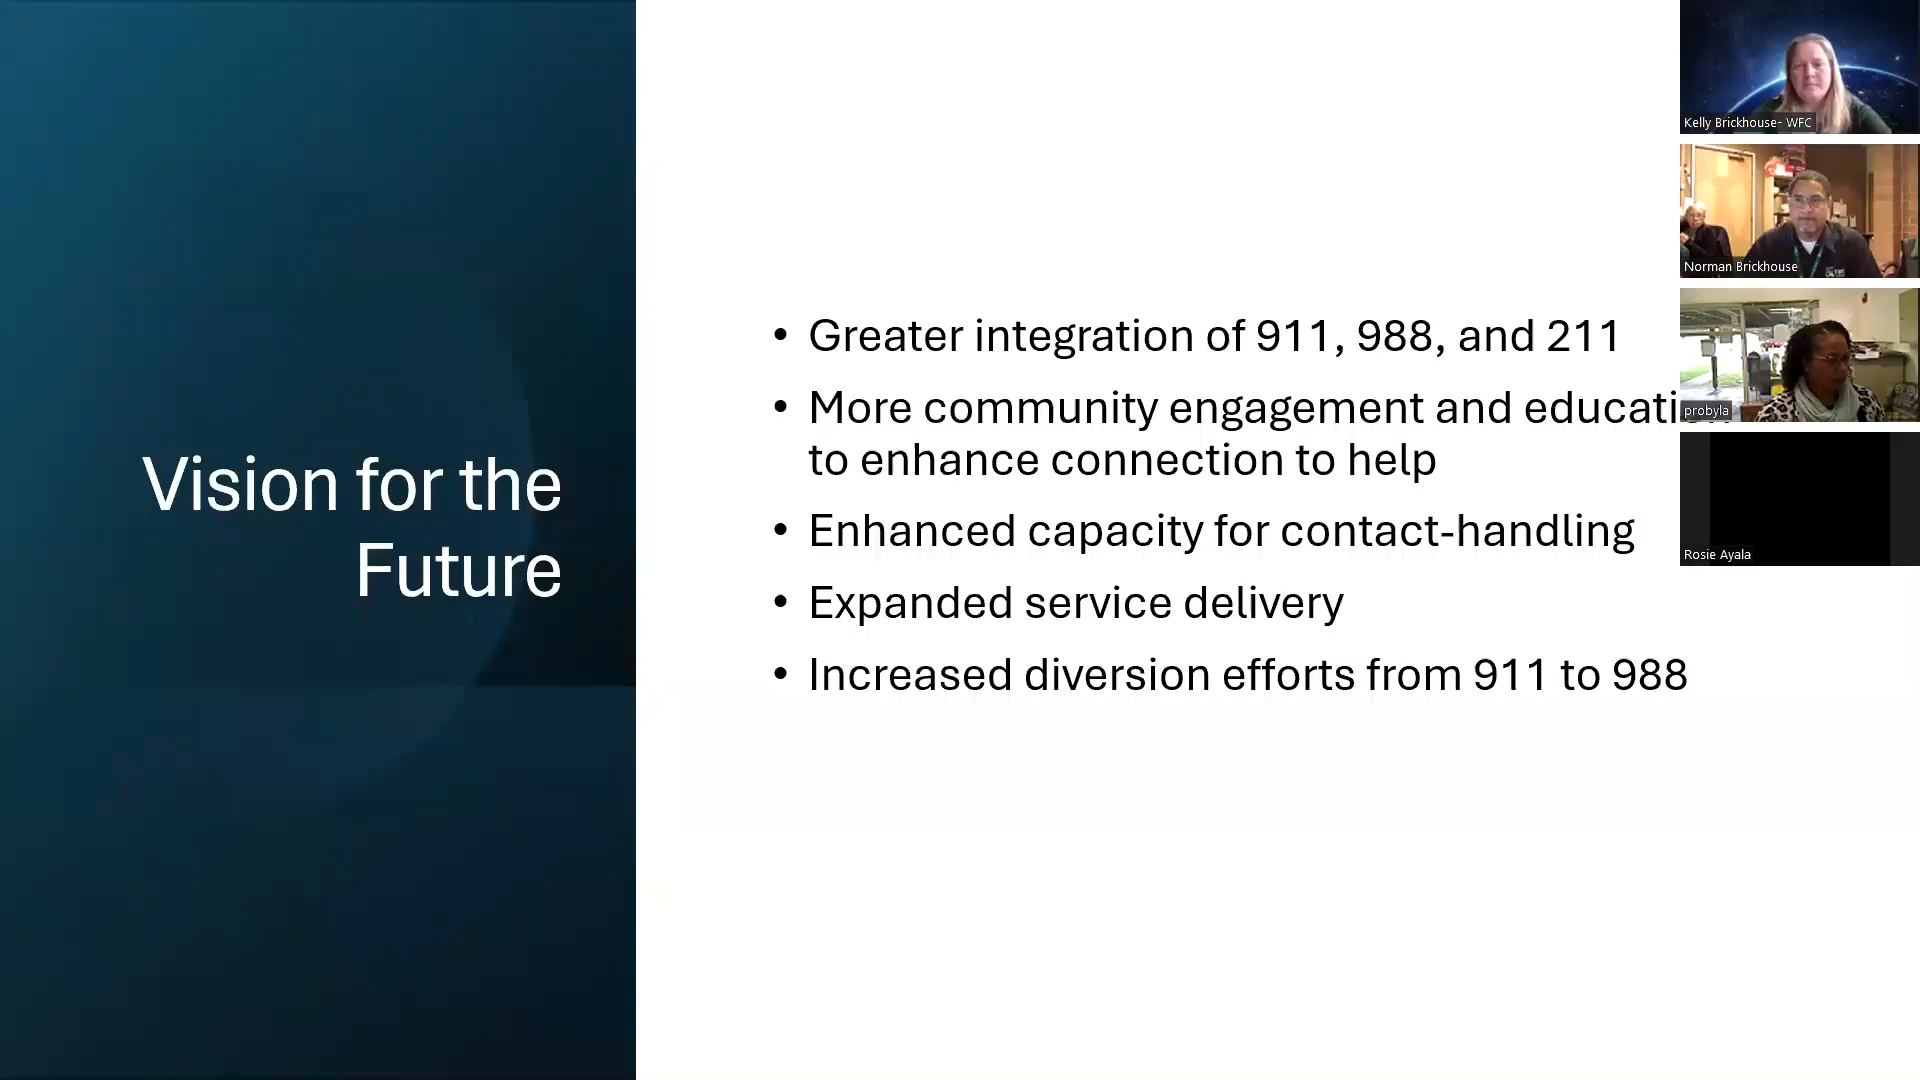 Vision for the
Future
• Greater integration of 911, 988, and 211
• More community engagement and educati
to enhance connection to help
• Enhanced capacity for contact-handling
• Expanded service delivery
• Increased diversion efforts from 911 to 988
Kelly Brickhouse- WFC
Norman Brickhouse
probyla
Rosie Ayala